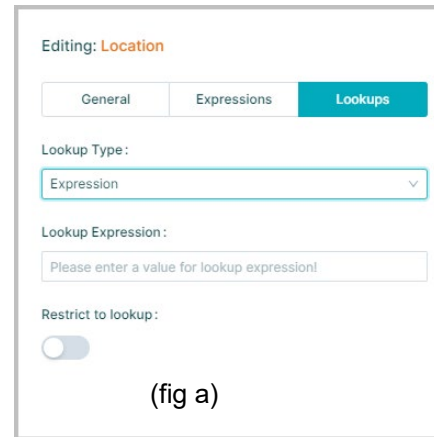 Editing: Location
General Expressions Lookups
Lookup Type:
Expression
Lookup Expression:
Please enter a value for lookup expression!
Restrict to lookup:
(fig a)